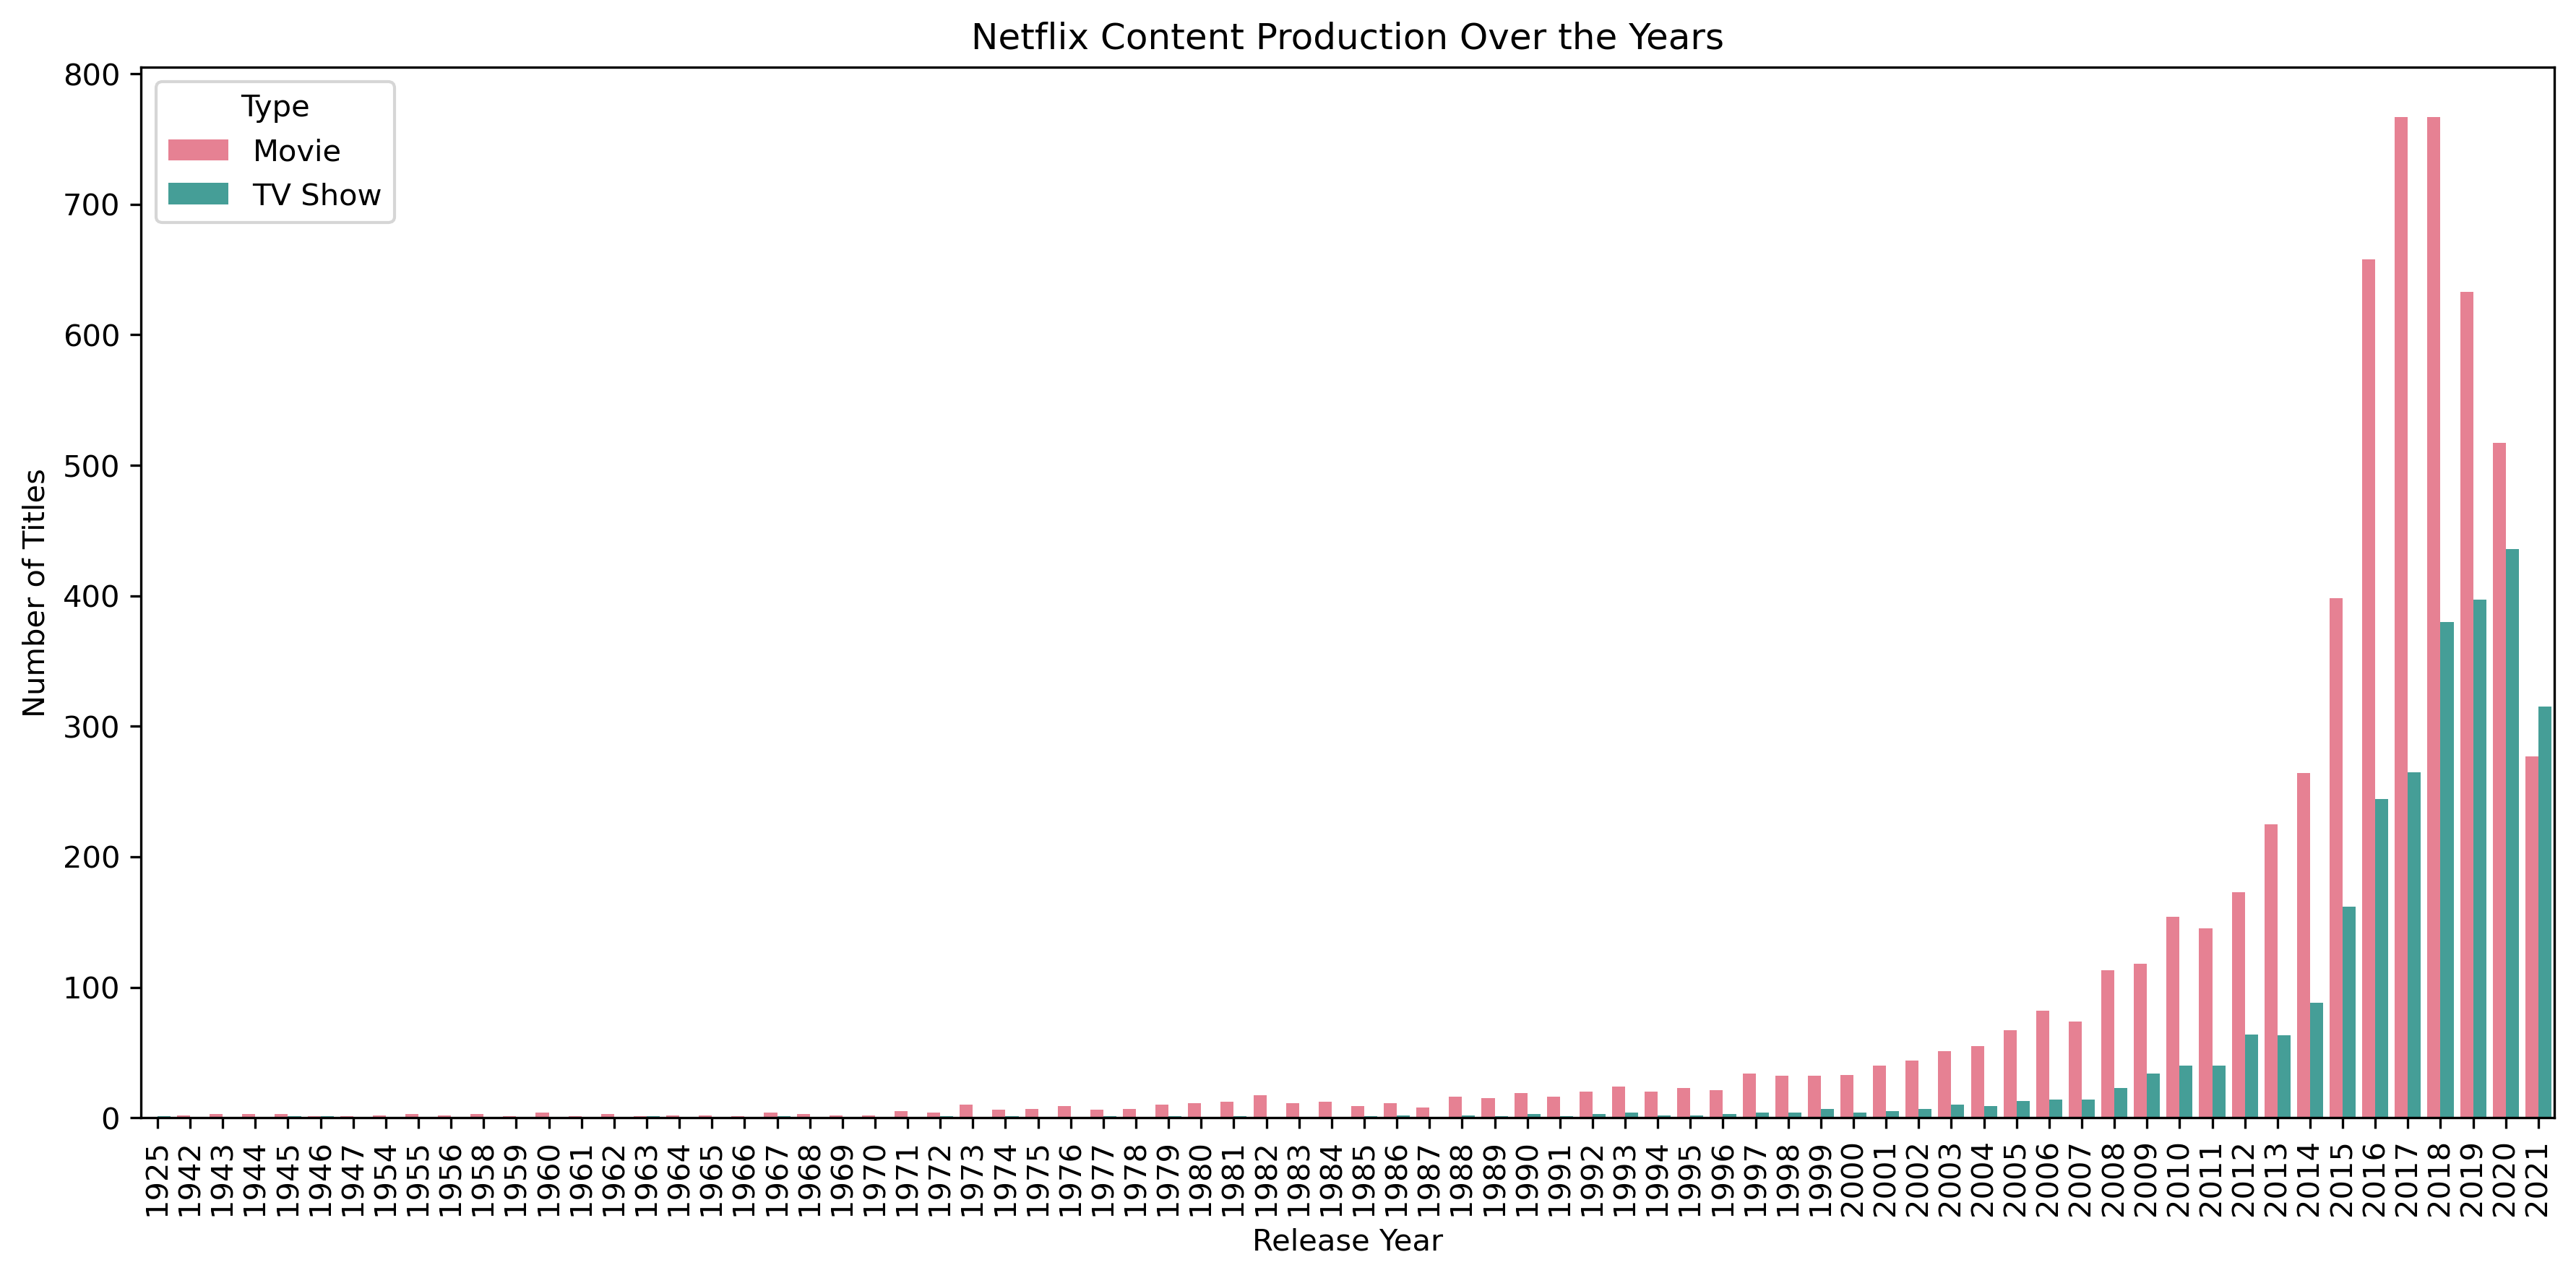 Netflix Content Production Over the Years
800
700
600
500
400
300
200
100
0
Number of Titles
Type
Movie
TV Show
1925 1942 1943 1944 1945 1946 1947 1954 1955 1956 1958 1959 1960 1961 1962 1963 1964 1965 1966 1967 1968 1969 1970 1971 1972 1973 1974 1975 1976 1977 1978 1979 1980 1981 1982 1983 1984 1985 1986 1987 1988 1989 1990 1991 1992 1993 1994 1995 1996 1997 1998 1999 2000 2001 2002 2003 2004 2005 2006 2007 2008 2009 2010 2011 2012 2013 2014 2015 2016 2017 2018 2019 2020 2021
Release Year